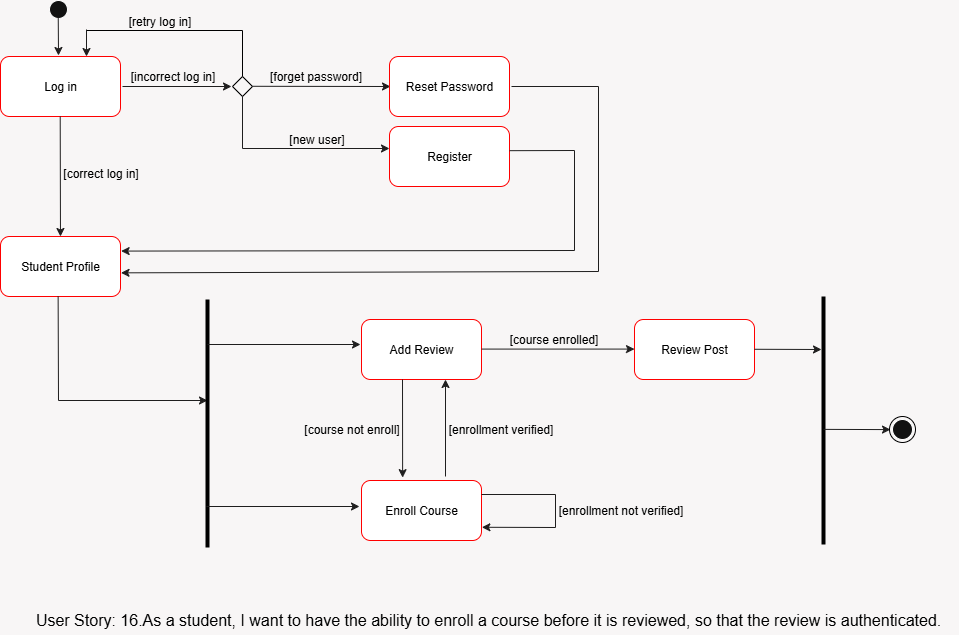 [retry log in]
Log in
[incorrect log in]
[forget password]
Reset Password
[new user]
Register
[correct log in]
Student Profile
Add Review
[course enrolled]
Review Post
[course not enroll]
[enrollment verified]
Enroll Course
[enrollment not verified]
User Story: 16.As a student, I want to have the ability to enroll a course before it is reviewed, so that the review is authenticated.